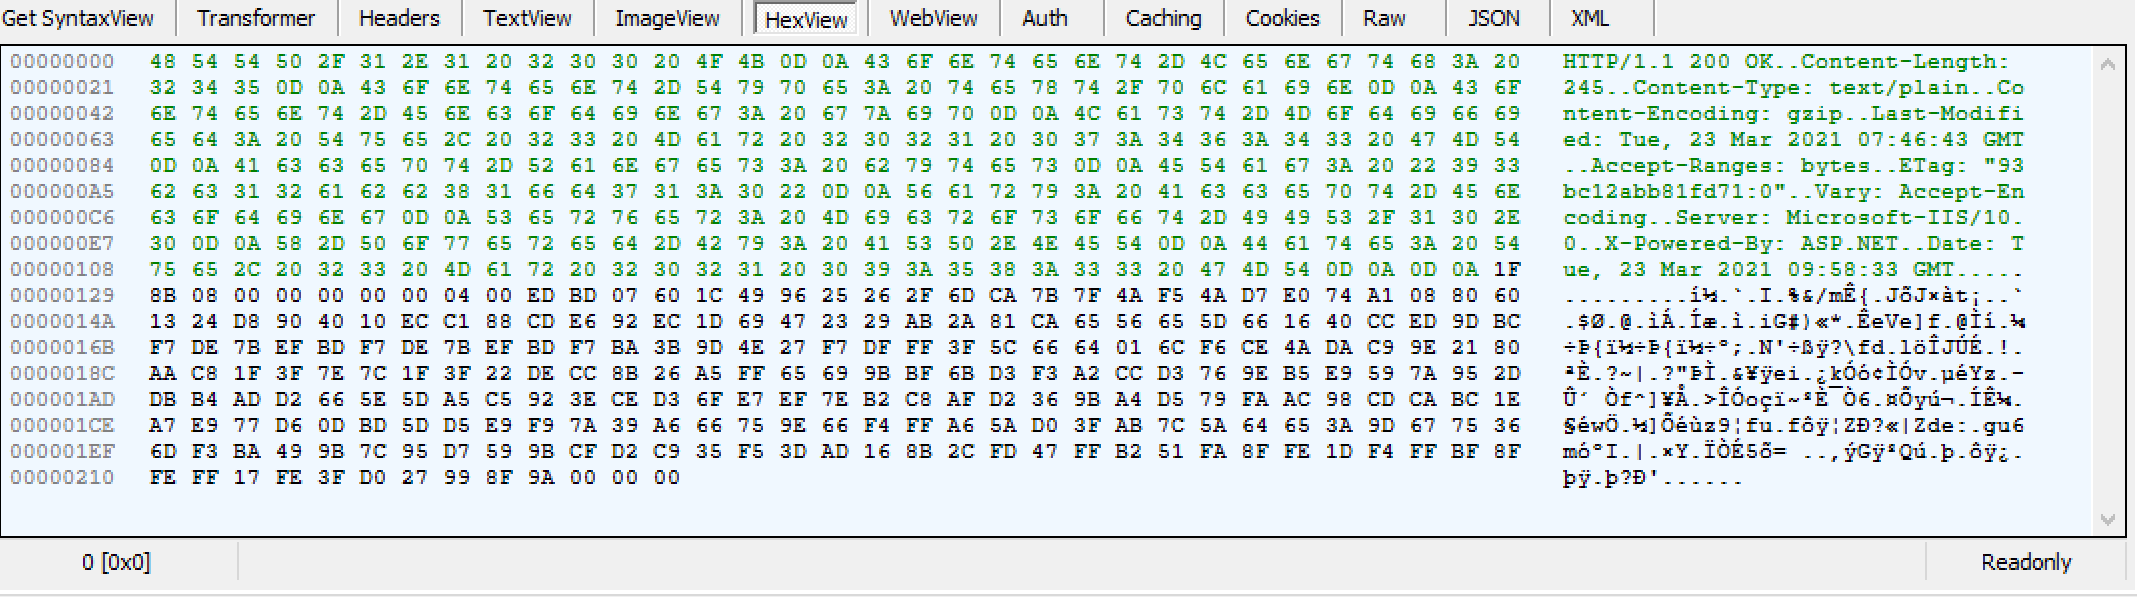 Get SyntaxView Transformer Headers TextView ImageView HexView WebView Auth Caching Cookies Raw JSON XML
00000000 48 54 54 50 2F 31 2E 31 20 32 30 30 20 4F 4B 0D 0A 43 6F 6E 74 65 6E 74 2D 4C 65 6E 67 74 68 3A 20 HTTP/1.1 200 OK..Content-Length:
00000021 32 34 35 0D 0A 43 6F 6E 74 65 6E 74 2D 54 79 70 65 3A 20 74 65 78 74 2F 70 6C 61 69 6E 0D 0A 43 6F 245..Content-Type: text/plain..Co
00000042 6E 74 65 6E 74 2D 45 6E 63 6F 64 69 6E 67 3A 20 67 7A 69 70 0D 0A 4C 61 73 74 2D 4D 6F 64 69 66 69 ntent-Encoding: gzip..Last-Modifi
00000063 65 64 3A 20 54 75 65 2C 20 32 33 20 4D 61 72 20 32 30 32 31 20 30 37 3A 34 36 3A 34 33 20 47 4D 54 ed: Tue, 23 Mar 2021 07:46:43 GMT
00000084 0D 0A 41 63 63 65 70 74 2D 52 61 6E 67 65 73 3A 20 62 79 74 65 73 0D 0A 45 54 61 67 3A 20 22 39 33 ..Accept-Ranges: bytes..ETag: "93
000000A5 62 63 31 32 61 62 62 38 31 66 64 37 31 3A 30 22 0D 0A 56 61 72 79 3A 20 41 63 63 65 70 74 2D 45 6E bc12abb81fd71:0"..Vary: Accept-En
000000C6 63 6F 64 69 6E 67 0D 0A 53 65 72 76 65 72 3A 20 4D 69 63 72 6F 73 6F 66 74 2D 49 49 53 2F 31 30 2E coding..Server: Microsoft-IIS/10.
000000E7 30 0D 0A 58 2D 50 6F 77 65 72 65 64 2D 42 79 3A 20 41 53 50 2E 4E 45 54 0D 0A 44 61 74 65 3A 20 54 0..X-Powered-By: ASP.NET..Date: T
00000108 75 65 2C 20 32 33 20 4D 61 72 20 32 30 32 31 20 30 39 3A 35 38 3A 33 33 20 47 4D 54 0D 0A 0D 0A 1F ue, 23 Mar 2021 09:58:33 GMT.....
00000129 8B 08 00 00 00 00 00 04 00 ED BD 07 60 1C 49 96 25 26 2F 6D CA 7B 7F 4A F5 4A D7 E0 74 A1 08 80 60 .........í½.`.I.%&/mÊ{.JõJ×àt¡..`
0000014A 13 24 D8 90 40 10 EC C1 88 CD E6 92 EC 1D 69 47 23 29 AB 2A 81 CA 65 56 65 5D 66 16 40 CC ED 9D BC .$Ø.@.ìÁ.Íæ.ì.iG#)«*.ÊeVe]f.@Ìí.¼
0000016B F7 DE 7B EF BD F7 DE 7B EF BD F7 BA 3B 9D 4E 27 F7 DF FF 3F 5C 66 64 01 6C F6 CE 4A DA C9 9E 21 80 ÷Þ{ï½÷Þ{ï½÷º;.N'÷ßÿ?\fd.löÎJÚÉ.!.
0000018C AA C8 1F 3F 7E 7C 1F 3F 22 DE CC 8B 26 A5 FF 65 69 9B BF 6B D3 F3 A2 CC D3 76 9E B5 E9 59 7A 95 2D ªÈ.?~|.?"ÞÌ.&¥ÿei.¿kÓó¢ÌÓv.µéYz.-
000001AD DB B4 AD D2 66 5E 5D A5 C5 92 3E CE D3 6F E7 EF 7E B2 C8 AF D2 36 9B A4 D5 79 FA AC 98 CD CA BC 1E Û´ Òf^]¥Å.>ÎÓoçï~²È¯Ò6.¤Õyú¬.ÍÊ¼.
000001CE A7 E9 77 D6 0D BD 5D D5 E9 F9 7A 39 A6 66 75 9E 66 F4 FF A6 5A D0 3F AB 7C 5A 64 65 3A 9D 67 75 36 §éwÖ.½]Õéùz9¦fu.fôÿ¦ZÐ?«|Zde:.gu6
000001EF 6D F3 BA 49 9B 7C 95 D7 59 9B CF D2 C9 35 F5 3D AD 16 8B 2C FD 47 FF B2 51 FA 8F FE 1D F4 FF BF 8F móºI.|.×Y.ÏÒÉ5õ= ..,ýGÿ²Qú.þ.ôÿ¿.
00000210 FE FF 17 FE 3F D0 27 99 8F 9A 00 00 00 þÿ.þ?Ð'......
0 [0x0] Readonly